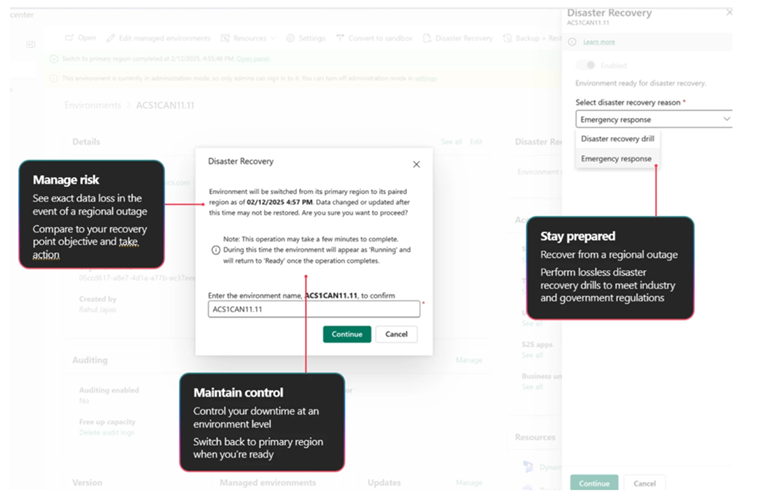 center
Disaster Recovery
ACS1CAN11.11
Open
Edit managed environments
Resources
Settings
Convert to sandbox
Disaster Recovery
Learn more
Switch to primary region completed at 2/12/2025, 4:55:48 PM. Open panel.
This environment is currently in administration mode, so only admins can sign in to it. You can turn off administration mode in settings
Enabled
Environment ready for disaster recovery.
Environments > ACS1CAN11.11
Select disaster recovery reason *
Emergency response
Disaster recovery drill
Emergency response
Details
See all
Edit
Disaster Recovery
ACS1CAN11.11
Environment will be switched from its primary region to its paired
region as of 02/12/2025 4:57 PM. Data changed or updated after
this time may not be restored. Are you sure you want to proceed?
Note: This operation may take a few minutes to complete.
During this time the environment will appear as 'Running' and
will return to 'Ready' once the operation completes.
Enter the environment name, ACS1CAN11.11, to confirm
ACS1CAN11.11
*
Continue
Cancel
Manage risk
See exact data loss in the
event of a regional outage
Compare to your recovery
point objective and take
action
Stay prepared
Recover from a regional outage
Perform lossless disaster
recovery drills to meet industry
and government regulations
Created by
See all
S2S apps
See all
Auditing
Manage
Auditing enabled
No
See all
Free up capacity
Delete audit logs
Maintain control
Control your downtime at an
environment level
Switch back to primary region
when you're ready
Resources
Version
Managed environments
Updates
Manage
Continue
Cancel